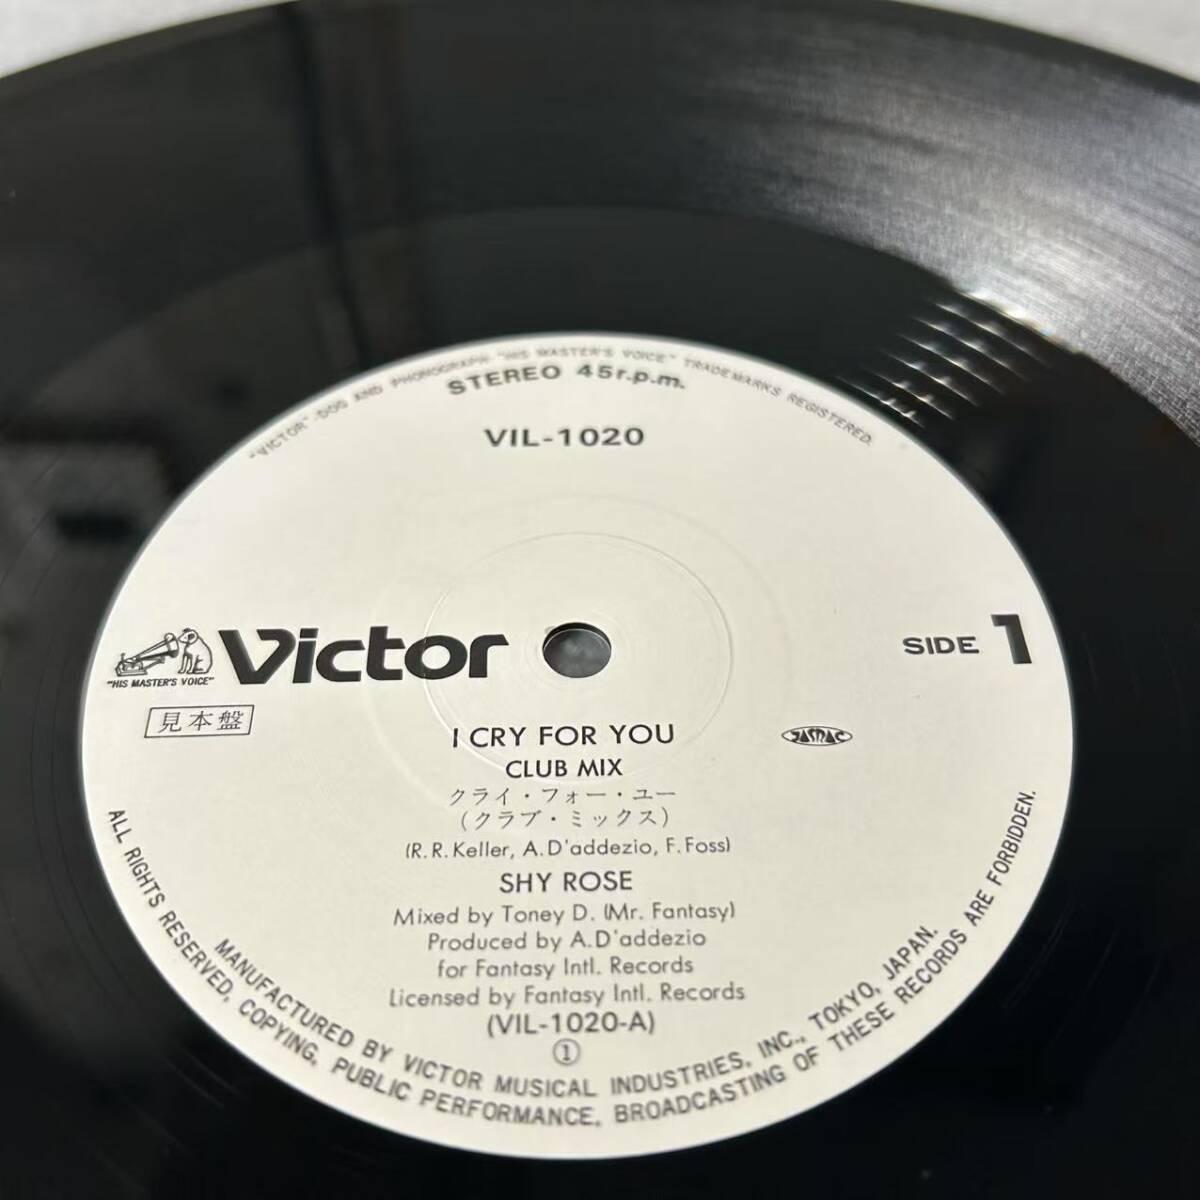 "VICTOR"-DOG AND PHONOGRAPH-"HIS MASTER'S VOICE" TRADEMARKS REGISTERED.
STEREO 45r.p.m.
VIL-1020
"HIS MASTER'S VOICE"
Victor
SIDE 1
見本盤
I CRY FOR YOU
JASRAC
CLUB MIX
クライ・フォー・ユー
(クラブ・ミックス)
(R.R.Keller, A.D'addezio, F.Foss)
SHY ROSE
Mixed by Toney D. (Mr. Fantasy)
Produced by A.D'addezio
for Fantasy Intl. Records
Licensed by Fantasy Intl. Records
(VIL-1020-A)
①
MANUFACTURED BY VICTOR MUSICAL INDUSTRIES, INC., TOKYO, JAPAN.
ALL RIGHTS RESERVED, COPYING, PUBLIC PERFORMANCE, BROADCASTING OF THESE RECORDS ARE FORBIDDEN.